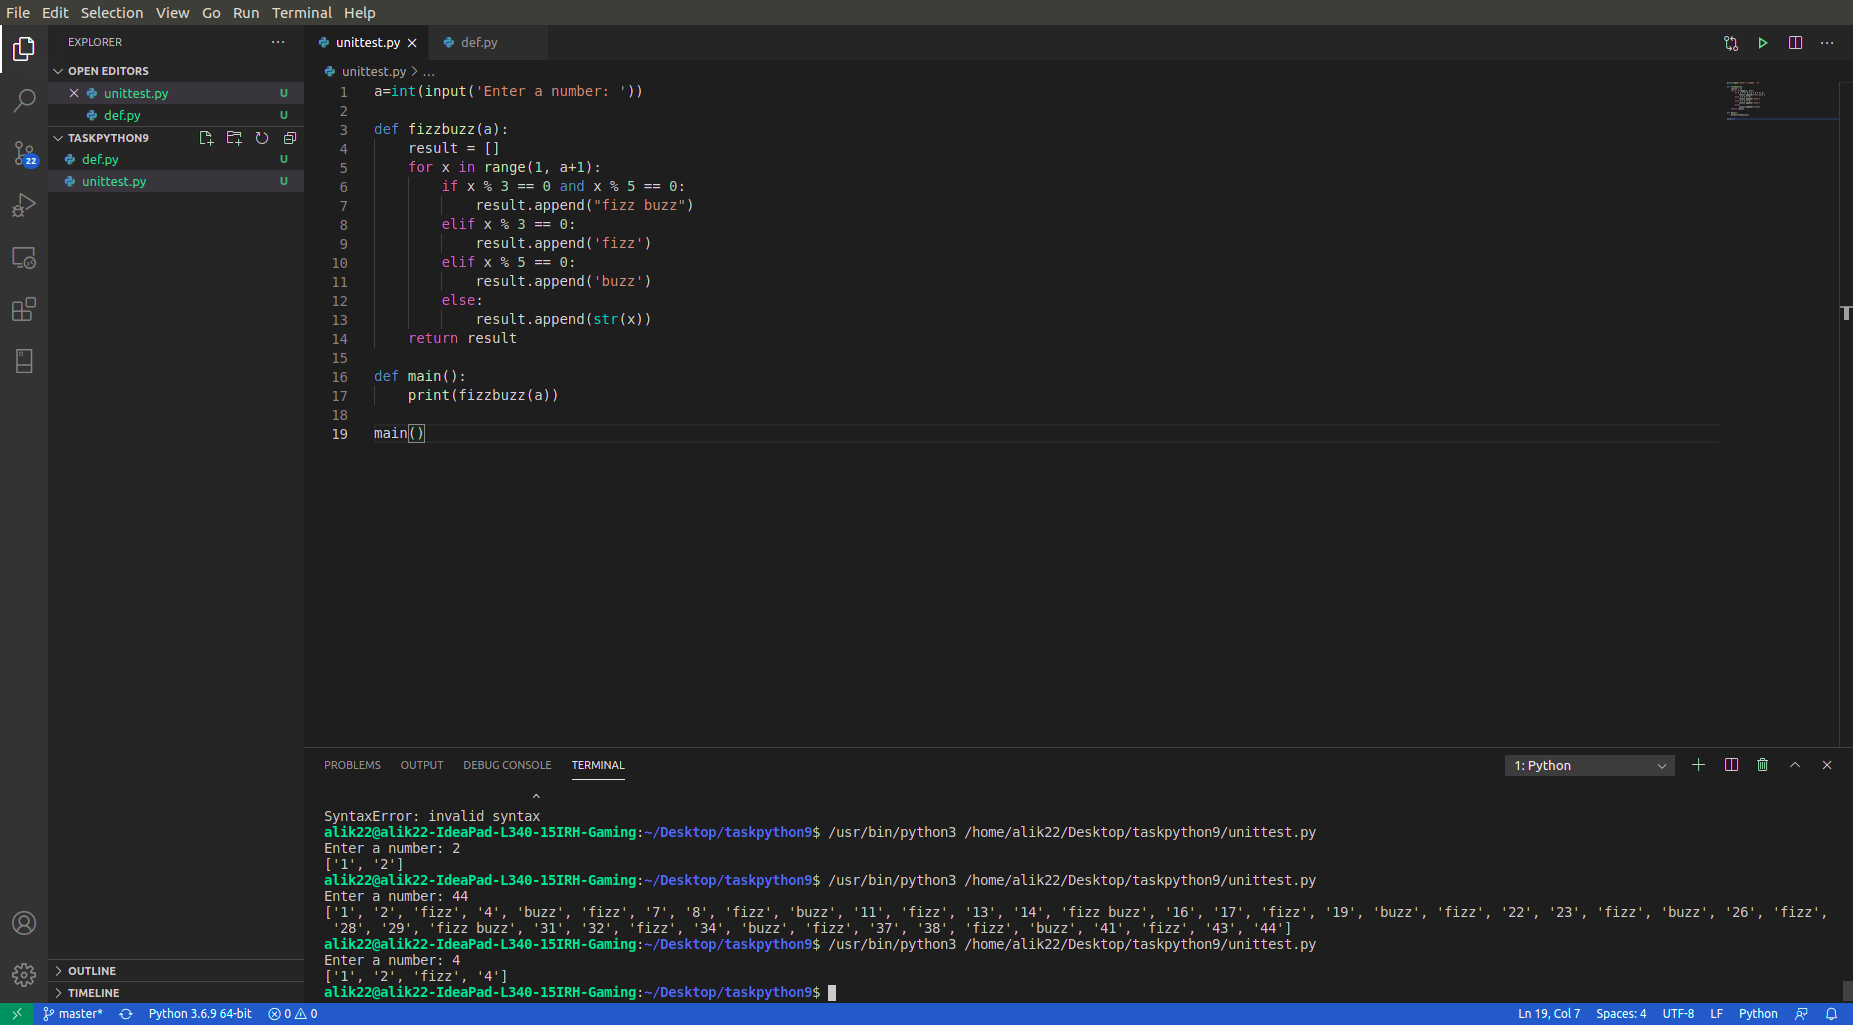 File Edit Selection View Go Run Terminal Help
EXPLORER ...
OPEN EDITORS
unittest.py U
def.py U
TASKPYTHON9
def.py U
unittest.py U
22
OUTLINE
TIMELINE
unittest.py def.py
unittest.py > ...
1 a=int(input('Enter a number: '))
2
3 def fizzbuzz(a):
4 result = []
5 for x in range(1, a+1):
6 if x % 3 == 0 and x % 5 == 0:
7 result.append("fizz buzz")
8 elif x % 3 == 0:
9 result.append('fizz')
10 elif x % 5 == 0:
11 result.append('buzz')
12 else:
13 result.append(str(x))
14 return result
15
16 def main():
17 print(fizzbuzz(a))
18
19 main()
PROBLEMS OUTPUT DEBUG CONSOLE TERMINAL 1: Python
^
SyntaxError: invalid syntax
alik22@alik22-IdeaPad-L340-15IRH-Gaming:~/Desktop/taskpython9$ /usr/bin/python3 /home/alik22/Desktop/taskpython9/unittest.py
Enter a number: 2
['1', '2']
alik22@alik22-IdeaPad-L340-15IRH-Gaming:~/Desktop/taskpython9$ /usr/bin/python3 /home/alik22/Desktop/taskpython9/unittest.py
Enter a number: 44
['1', '2', 'fizz', '4', 'buzz', 'fizz', '7', '8', 'fizz', 'buzz', '11', 'fizz', '13', '14', 'fizz buzz', '16', '17', 'fizz', '19', 'buzz', 'fizz', '22', '23', 'fizz', 'buzz', '26', 'fizz',
'28', '29', 'fizz buzz', '31', '32', 'fizz', '34', 'buzz', 'fizz', '37', '38', 'fizz', 'buzz', '41', 'fizz', '43', '44']
alik22@alik22-IdeaPad-L340-15IRH-Gaming:~/Desktop/taskpython9$ /usr/bin/python3 /home/alik22/Desktop/taskpython9/unittest.py
Enter a number: 4
['1', '2', 'fizz', '4']
alik22@alik22-IdeaPad-L340-15IRH-Gaming:~/Desktop/taskpython9$
master* Python 3.6.9 64-bit 0 0 Ln 19, Col 7 Spaces: 4 UTF-8 LF Python